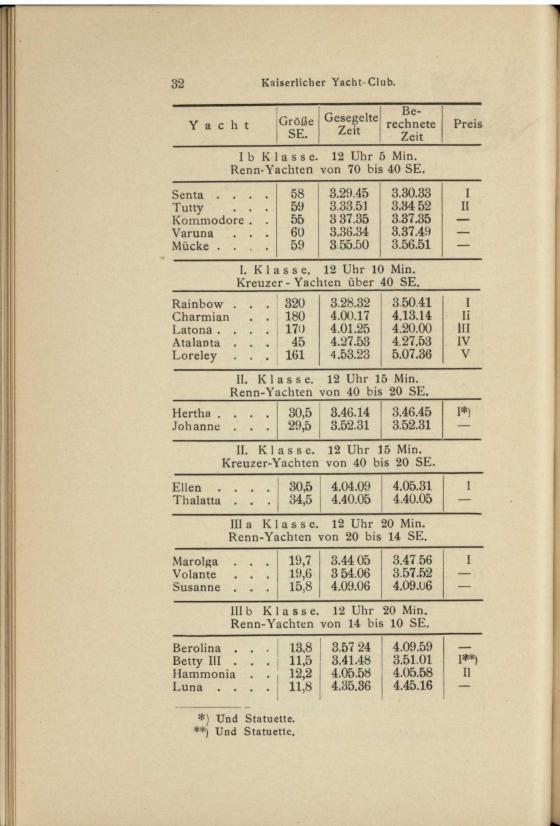 32 Kaiserlicher Yacht-Club.
Yacht Größe SE. Gesegelte Zeit Be-rechnete Zeit Preis
Ib Klasse. 12 Uhr 5 Min.
Renn-Yachten von 70 bis 40 SE.
Senta . . . . 58 3.29.45 3.30.33 I
Tutty . . . 59 3.33.51 3.34 52 II
Kommodore . . 55 3 37.35 3.37.35 —
Varuna . . . 60 3.36.34 3.37.49 —
Mücke . . . . 59 3.55.50 3.56.51 —
I. Klasse. 12 Uhr 10 Min.
Kreuzer-Yachten über 40 SE.
Rainbow . . . 320 3.28.32 3.50.41 I
Charmian . . 180 4.00.17 4.13.14 II
Latona . . . . 170 4.01.25 4.20.00 III
Atalanta . . . 45 4.27.53 4.27.53 IV
Loreley . . . 161 4.53.23 5.07.36 V
II. Klasse. 12 Uhr 15 Min.
Renn-Yachten von 40 bis 20 SE.
Hertha . . . . 30,5 3.46.14 3.46.45 I*)
Johanne . . . 29,5 3.52.31 3.52.31 —
II. Klasse. 12 Uhr 15 Min.
Kreuzer-Yachten von 40 bis 20 SE.
Ellen . . . . 30,5 4.04.09 4.05.31 I
Thalatta . . . 34,5 4.40.05 4.40.05 —
IIIa Klasse. 12 Uhr 20 Min.
Renn-Yachten von 20 bis 14 SE.
Marolga . . . 19,7 3.44 05 3.47.56 I
Volante . . . 19,6 3 54.06 3.57.52 —
Susanne . . . 15,8 4.09.06 4.09.06 —
IIIb Klasse. 12 Uhr 20 Min.
Renn-Yachten von 14 bis 10 SE.
Berolina . . . 13,8 3.57 24 4.09.59 —
Betty III . . . 11,5 3.41.48 3.51.01 I**)
Hammonia . . 12,2 4.05.58 4.05.58 II
Luna . . . . 11,8 4.35.36 4.45.16 —
*) Und Statuette.
**) Und Statuette.